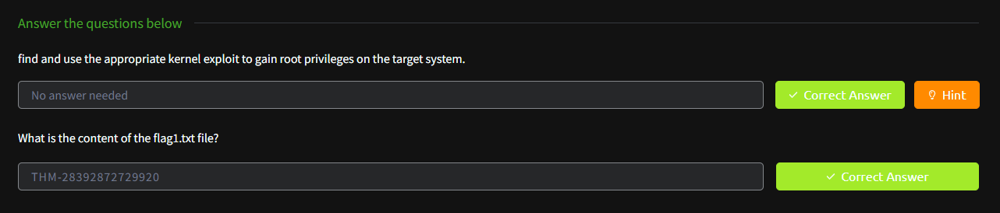 Answer the questions below
find and use the appropriate kernel exploit to gain root privileges on the target system.
No answer needed
Correct Answer
Hint
What is the content of the flag1.txt file?
THM-28392872729920
Correct Answer